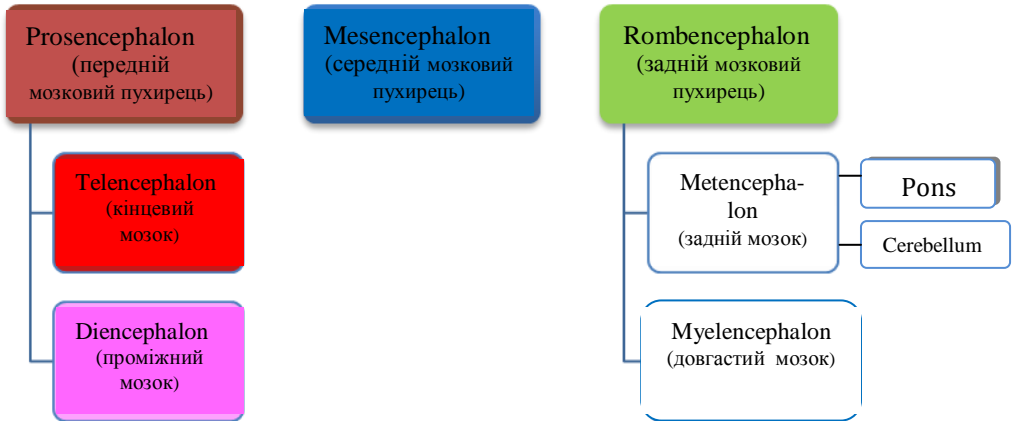 Prosencephalon
(передній
мозковий пухирець)
Telencephalon
(кінцевий
мозок)
Diencephalon
(проміжний
мозок)
Mesencephalon
(середній мозковий
пухирець)
Rombencephalon
(задній мозковий
пухирець)
Metencepha-
lon
(задній мозок)
Pons
Cerebellum
Myelencephalon
(довгастий мозок)